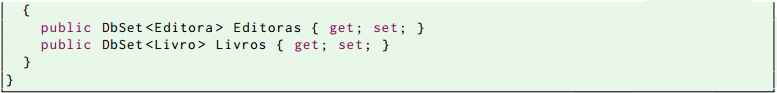 {
public DbSet<Editora> Editoras { get; set; }
public DbSet<Livro> Livros { get; set; }
}
}